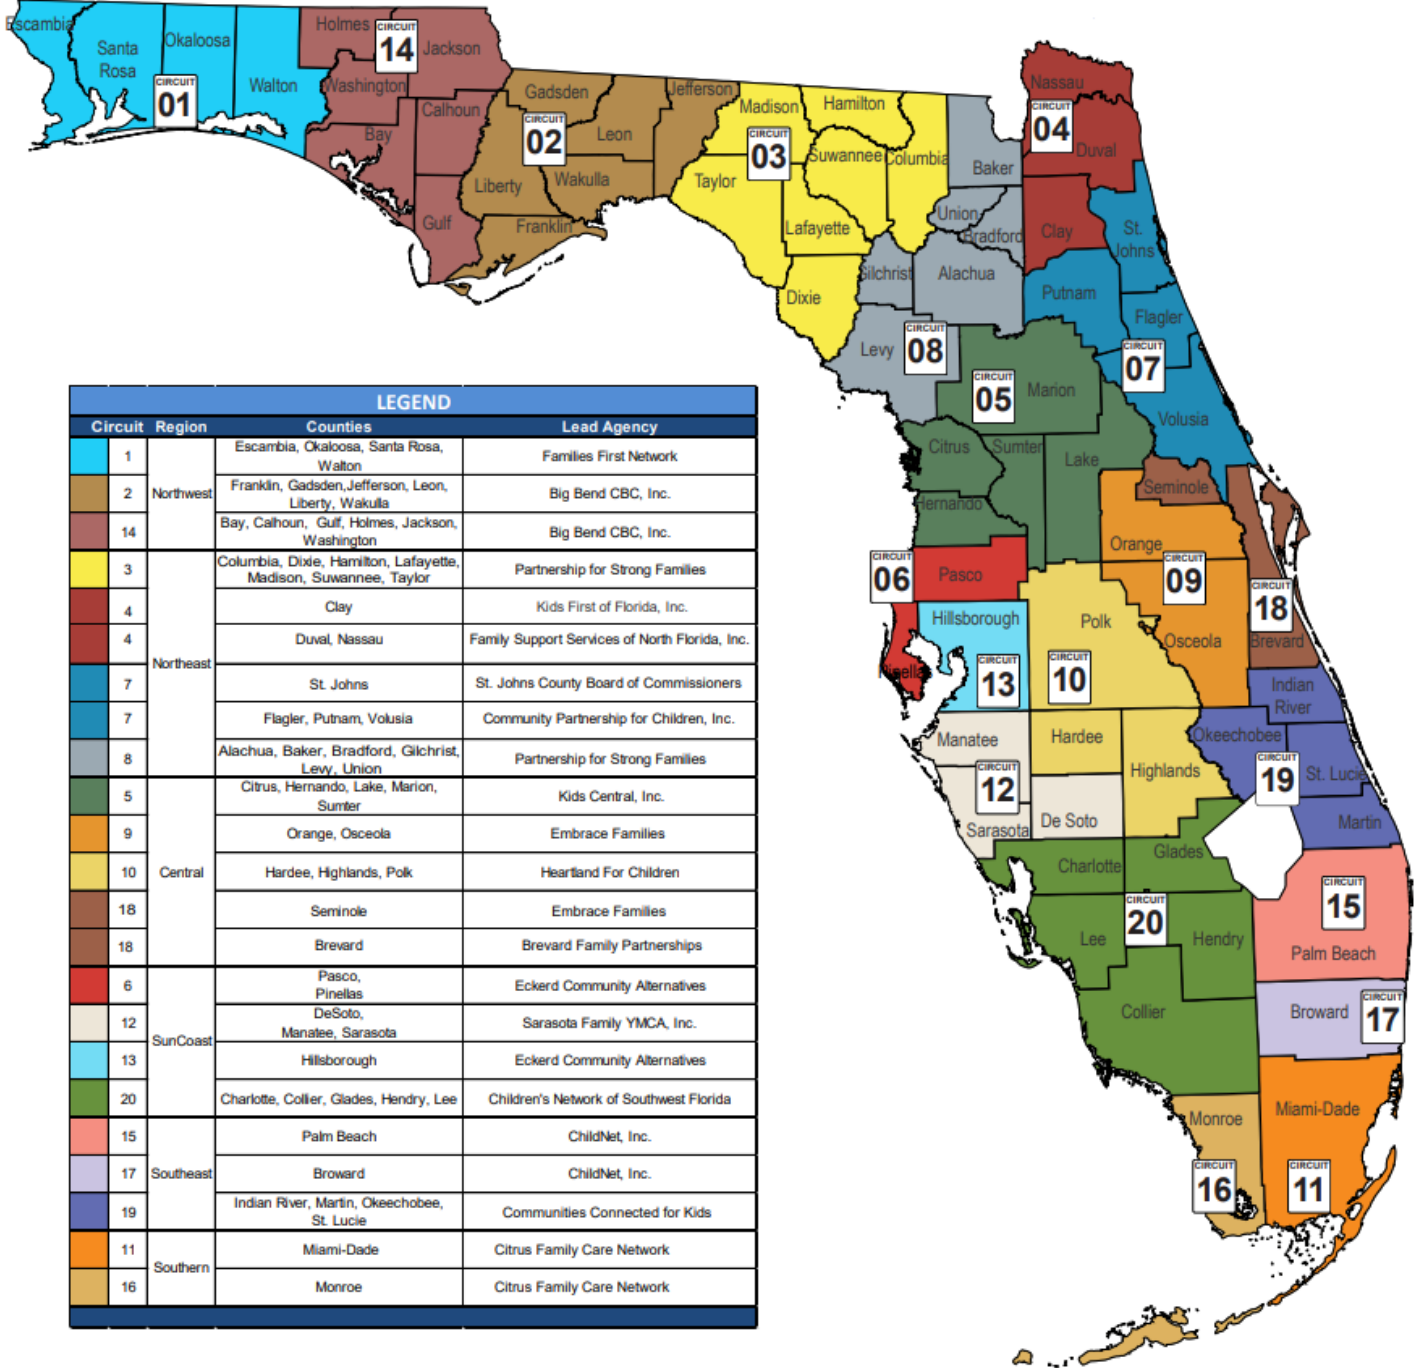 Escambia
Santa
Rosa
Okaloosa
Walton
CIRCUIT
01
Holmes
CIRCUIT
14
Jackson
Washington
Calhoun
Bay
Gulf
Gadsden
Jefferson
CIRCUIT
02
Leon
Liberty
Wakulla
Franklin
Madison
Hamilton
CIRCUIT
03
Suwannee
Columbia
Taylor
Lafayette
Dixie
Nassau
CIRCUIT
04
Duval
Clay
Baker
Union
Bradford
Gilchrist
Alachua
Levy
CIRCUIT
08
St.
Johns
Putnam
Flagler
CIRCUIT
07
Volusia
CIRCUIT
05
Marion
Citrus
Sumter
Lake
Hernando
Seminole
Orange
CIRCUIT
09
Osceola
CIRCUIT
06
Pasco
Pinellas
Hillsborough
CIRCUIT
13
Polk
CIRCUIT
10
Hardee
Highlands
CIRCUIT
18
Brevard
Indian
River
Okeechobee
CIRCUIT
19
St. Lucie
Martin
Manatee
CIRCUIT
12
Sarasota
De Soto
Charlotte
Glades
CIRCUIT
20
Lee
Hendry
Collier
CIRCUIT
15
Palm Beach
Broward
CIRCUIT
17
Miami-Dade
CIRCUIT
11
Monroe
CIRCUIT
16
LEGEND
Circuit Region Counties Lead Agency
1 Escambia, Okaloosa, Santa Rosa,
Walton Families First Network
Northwest
2 Franklin, Gadsden,Jefferson, Leon,
Liberty, Wakulla Big Bend CBC, Inc.
14 Bay, Calhoun, Gulf, Holmes, Jackson,
Washington Big Bend CBC, Inc.
Northeast
3 Columbia, Dixie, Hamilton, Lafayette,
Madison, Suwannee, Taylor Partnership for Strong Families
4 Clay Kids First of Florida, Inc.
4 Duval, Nassau Family Support Services of North Florida, Inc.
7 St. Johns St. Johns County Board of Commissioners
7 Flagler, Putnam, Volusia Community Partnership for Children, Inc.
8 Alachua, Baker, Bradford, Gilchrist,
Levy, Union Partnership for Strong Families
Central
5 Citrus, Hernando, Lake, Marion,
Sumter Kids Central, Inc.
9 Orange, Osceola Embrace Families
10 Hardee, Highlands, Polk Heartland For Children
18 Seminole Embrace Families
18 Brevard Brevard Family Partnerships
SunCoast
6 Pasco,
Pinellas Eckerd Community Alternatives
12 DeSoto,
Manatee, Sarasota Sarasota Family YMCA, Inc.
13 Hillsborough Eckerd Community Alternatives
20 Charlotte, Collier, Glades, Hendry, Lee Children's Network of Southwest Florida
Southeast
15 Palm Beach ChildNet, Inc.
17 Broward ChildNet, Inc.
19 Indian River, Martin, Okeechobee,
St. Lucie Communities Connected for Kids
Southern
11 Miami-Dade Citrus Family Care Network
16 Monroe Citrus Family Care Network